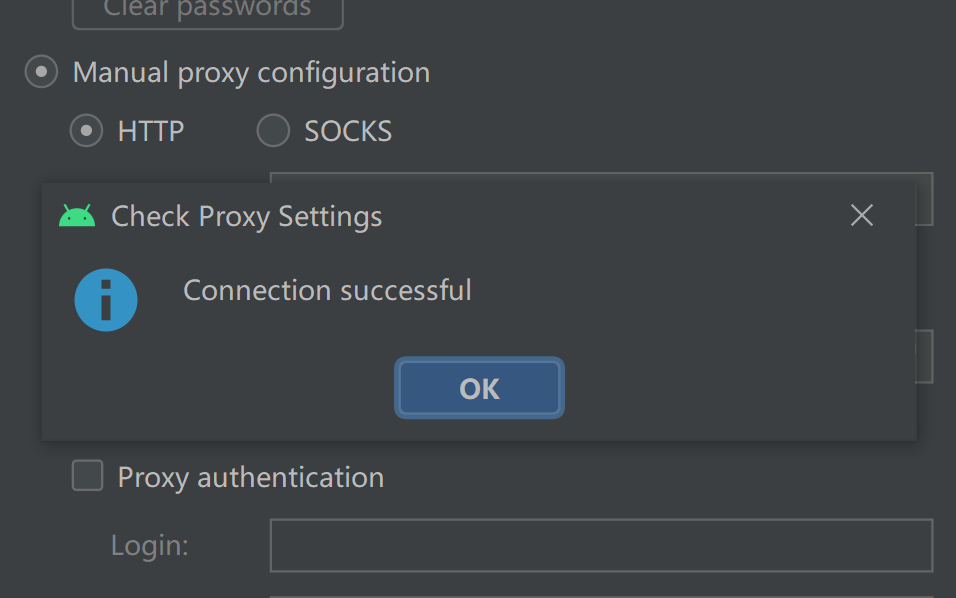 Clear passwords
Manual proxy configuration
HTTP SOCKS
Check Proxy Settings
Connection successful
OK
Proxy authentication
Login: